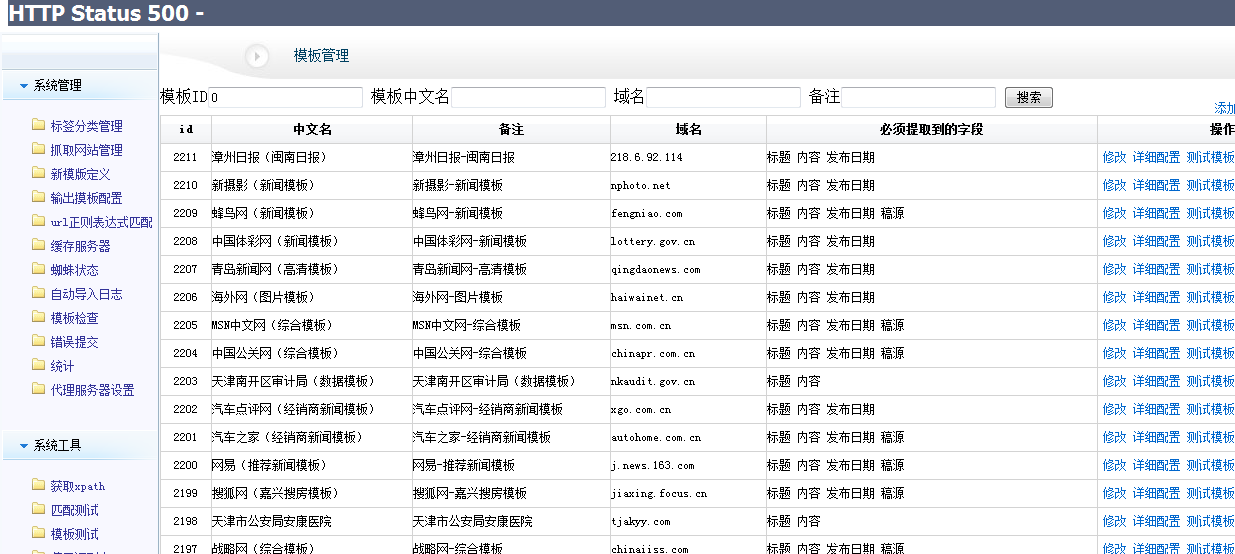 HTTP Status 500 -
模板管理
系统管理
标签分类管理
抓取网站管理
新模版定义
输出摸板配置
url正则表达式匹配
缓存服务器
蜘蛛状态
自动导入日志
模板检查
错误提交
统计
代理服务器设置
系统工具
获取xpath
匹配测试
模板测试
模板ID 0 模板中文名 域名 备注 搜索
添加
id 中文名 备注 域名 必须提取到的字段 操作
2211 漳州日报（闽南日报） 漳州日报-闽南日报 218.6.92.114 标题 内容 发布日期 修改 详细配置 测试模板
2210 新摄影（新闻模板） 新摄影-新闻模板 nphoto.net 标题 内容 发布日期 修改 详细配置 测试模板
2209 蜂鸟网（新闻模板） 蜂鸟网-新闻模板 fengniao.com 标题 内容 发布日期 稿源 修改 详细配置 测试模板
2208 中国体彩网（新闻模板） 中国体彩网-新闻模板 lottery.gov.cn 标题 内容 发布日期 修改 详细配置 测试模板
2207 青岛新闻网（高清模板） 青岛新闻网-高清模板 qingdaonews.com 标题 内容 发布日期 修改 详细配置 测试模板
2206 海外网（图片模板） 海外网-图片模板 haiwainet.cn 标题 内容 发布日期 修改 详细配置 测试模板
2205 MSN中文网（综合模板） MSN中文网-综合模板 msn.com.cn 标题 内容 发布日期 稿源 修改 详细配置 测试模板
2204 中国公关网（综合模板） 中国公关网-综合模板 chinapr.com.cn 标题 内容 发布日期 稿源 修改 详细配置 测试模板
2203 天津南开区审计局（数据模板） 天津南开区审计局（数据模板） nkaudit.gov.cn 标题 内容 修改 详细配置 测试模板
2202 汽车点评网（经销商新闻模板） 汽车点评网-经销商新闻模板 xgo.com.cn 标题 内容 发布日期 修改 详细配置 测试模板
2201 汽车之家（经销商新闻模板） 汽车之家-经销商新闻模板 autohome.com.cn 标题 内容 发布日期 稿源 修改 详细配置 测试模板
2200 网易（推荐新闻模板） 网易-推荐新闻模板 j.news.163.com 标题 内容 发布日期 稿源 修改 详细配置 测试模板
2199 搜狐网（嘉兴搜房模板） 搜狐网-嘉兴搜房模板 jiaxing.focus.cn 标题 内容 发布日期 稿源 修改 详细配置 测试模板
2198 天津市公安局安康医院 天津市公安局安康医院 tjakyy.com 标题 内容 修改 详细配置 测试模板
2197 战略网（综合模板） 战略网-综合模板 chinaiiss.com 标题 内容 发布日期 稿源 修改 详细配置 测试模板